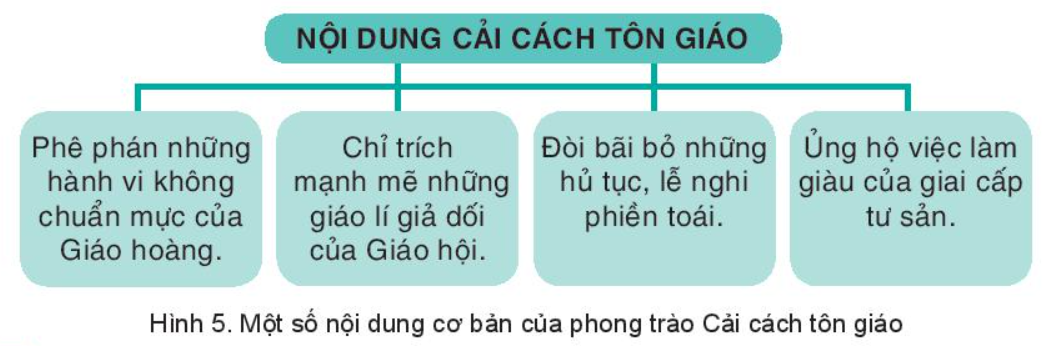 NỘI DUNG CẢI CÁCH TÔN GIÁO
Phê phán những
hành vi không
chuẩn mực của
Giáo hoàng.
Chỉ trích
mạnh mẽ những
giáo lí giả dối
của Giáo hội.
Đòi bãi bỏ những
hủ tục, lễ nghi
phiền toái.
Ủng hộ việc làm
giàu của giai cấp
tư sản.
Hình 5. Một số nội dung cơ bản của phong trào Cải cách tôn giáo